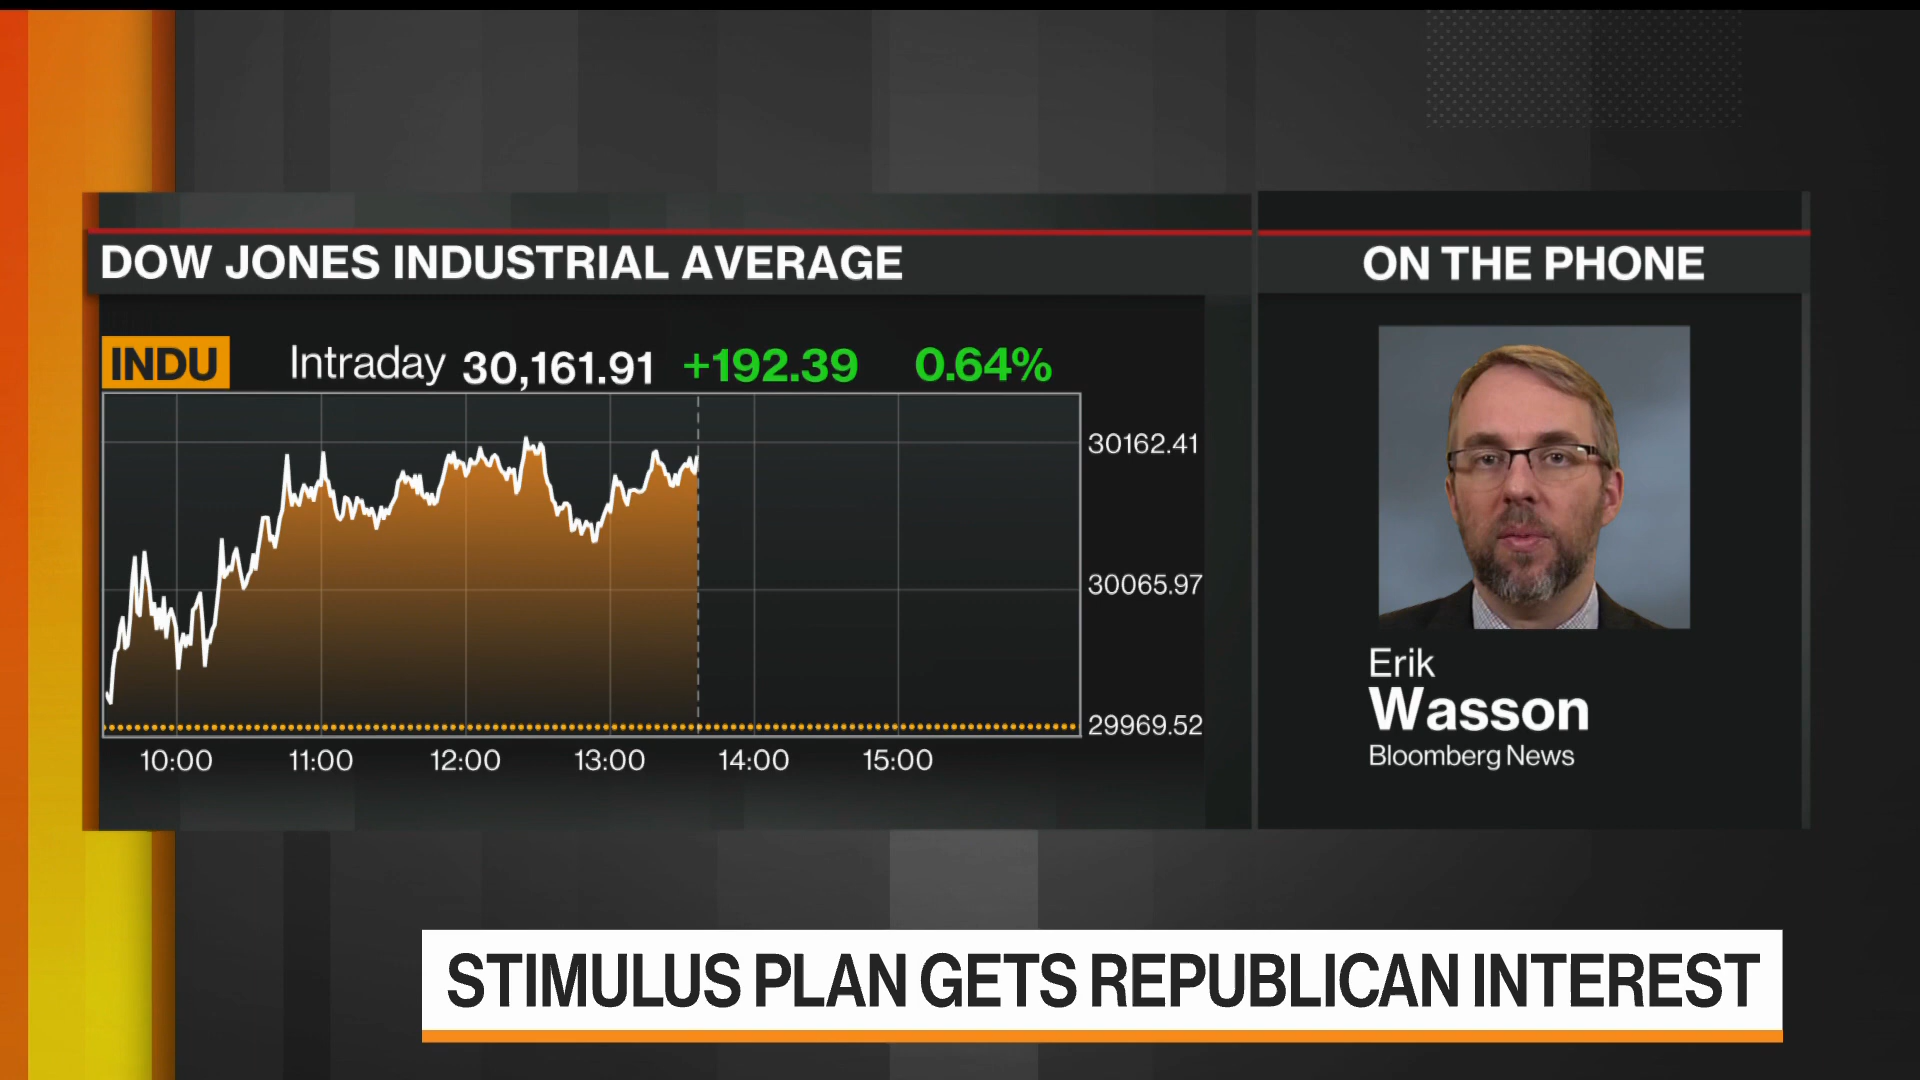 DOW JONES INDUSTRIAL AVERAGE
INDU Intraday 30,161.91 +192.39 0.64%
30162.41
30065.97
29969.52
10:00 11:00 12:00 13:00 14:00 15:00
ON THE PHONE
Erik
Wasson
Bloomberg News
STIMULUS PLAN GETS REPUBLICAN INTEREST